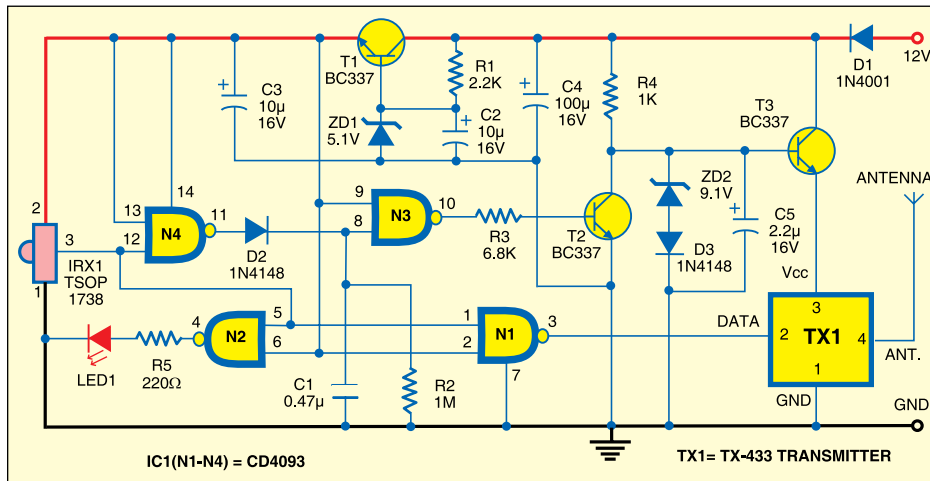 T1
BC337
R1
2.2K
C3
10µ
16V
ZD1
5.1V
C2
10µ
16V
C4
100µ
16V
R4
1K
D1
1N4001
12V
T3
BC337
ANTENNA
14
13
12
N4
11
D2
1N4148
9
8
N3
10
R3
6.8K
T2
BC337
ZD2
9.1V
D3
1N4148
C5
2.2µ
16V
2
3
1
IRX1
TSOP
1738
LED1
R5
220Ω
4
N2
5
6
C1
0.47µ
R2
1M
1
2
N1
3
7
Vcc
DATA
3
2
TX1
4
1
ANT.
GND
GND
IC1(N1-N4) = CD4093
TX1= TX-433 TRANSMITTER
+
+
+
+